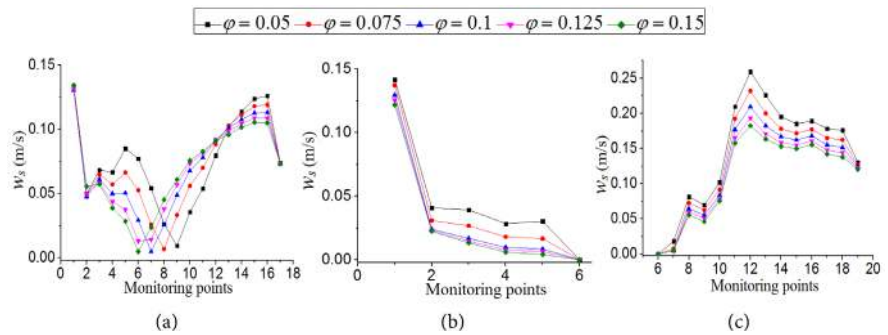 φ = 0.05 φ = 0.075 φ = 0.1 φ = 0.125 φ = 0.15
0.15
0.10
0.05
0.00
w_s (m/s)
0 2 4 6 8 10 12 14 16 18
Monitoring points
(a)
0.15
0.10
0.05
0.00
w_s (m/s)
1 2 3 4 5 6
Monitoring points
(b)
0.25
0.20
0.15
0.10
0.05
0.00
w_s (m/s)
6 8 10 12 14 16 18 20
Monitoring points
(c)